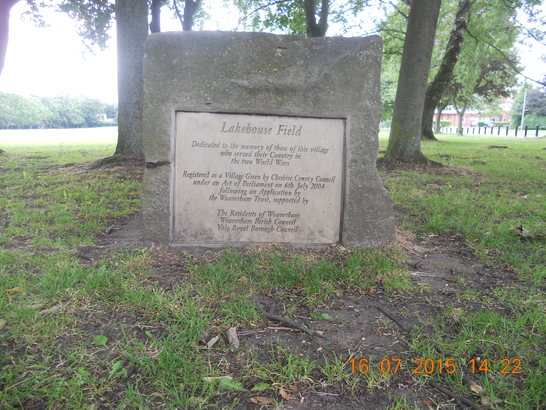 Lakehouse Field
Dedicated to the memory of those of this village
who served their Country in
the two World Wars
Registered as a Village Green by Cheshire County Council
under an Act of Parliament on 6th July 2004
following an Application by
the Weaverham Trust, supported by
The Residents of Weaverham
Weaverham Parish Council
Vale Royal Borough Council
16 07 2015 14 22